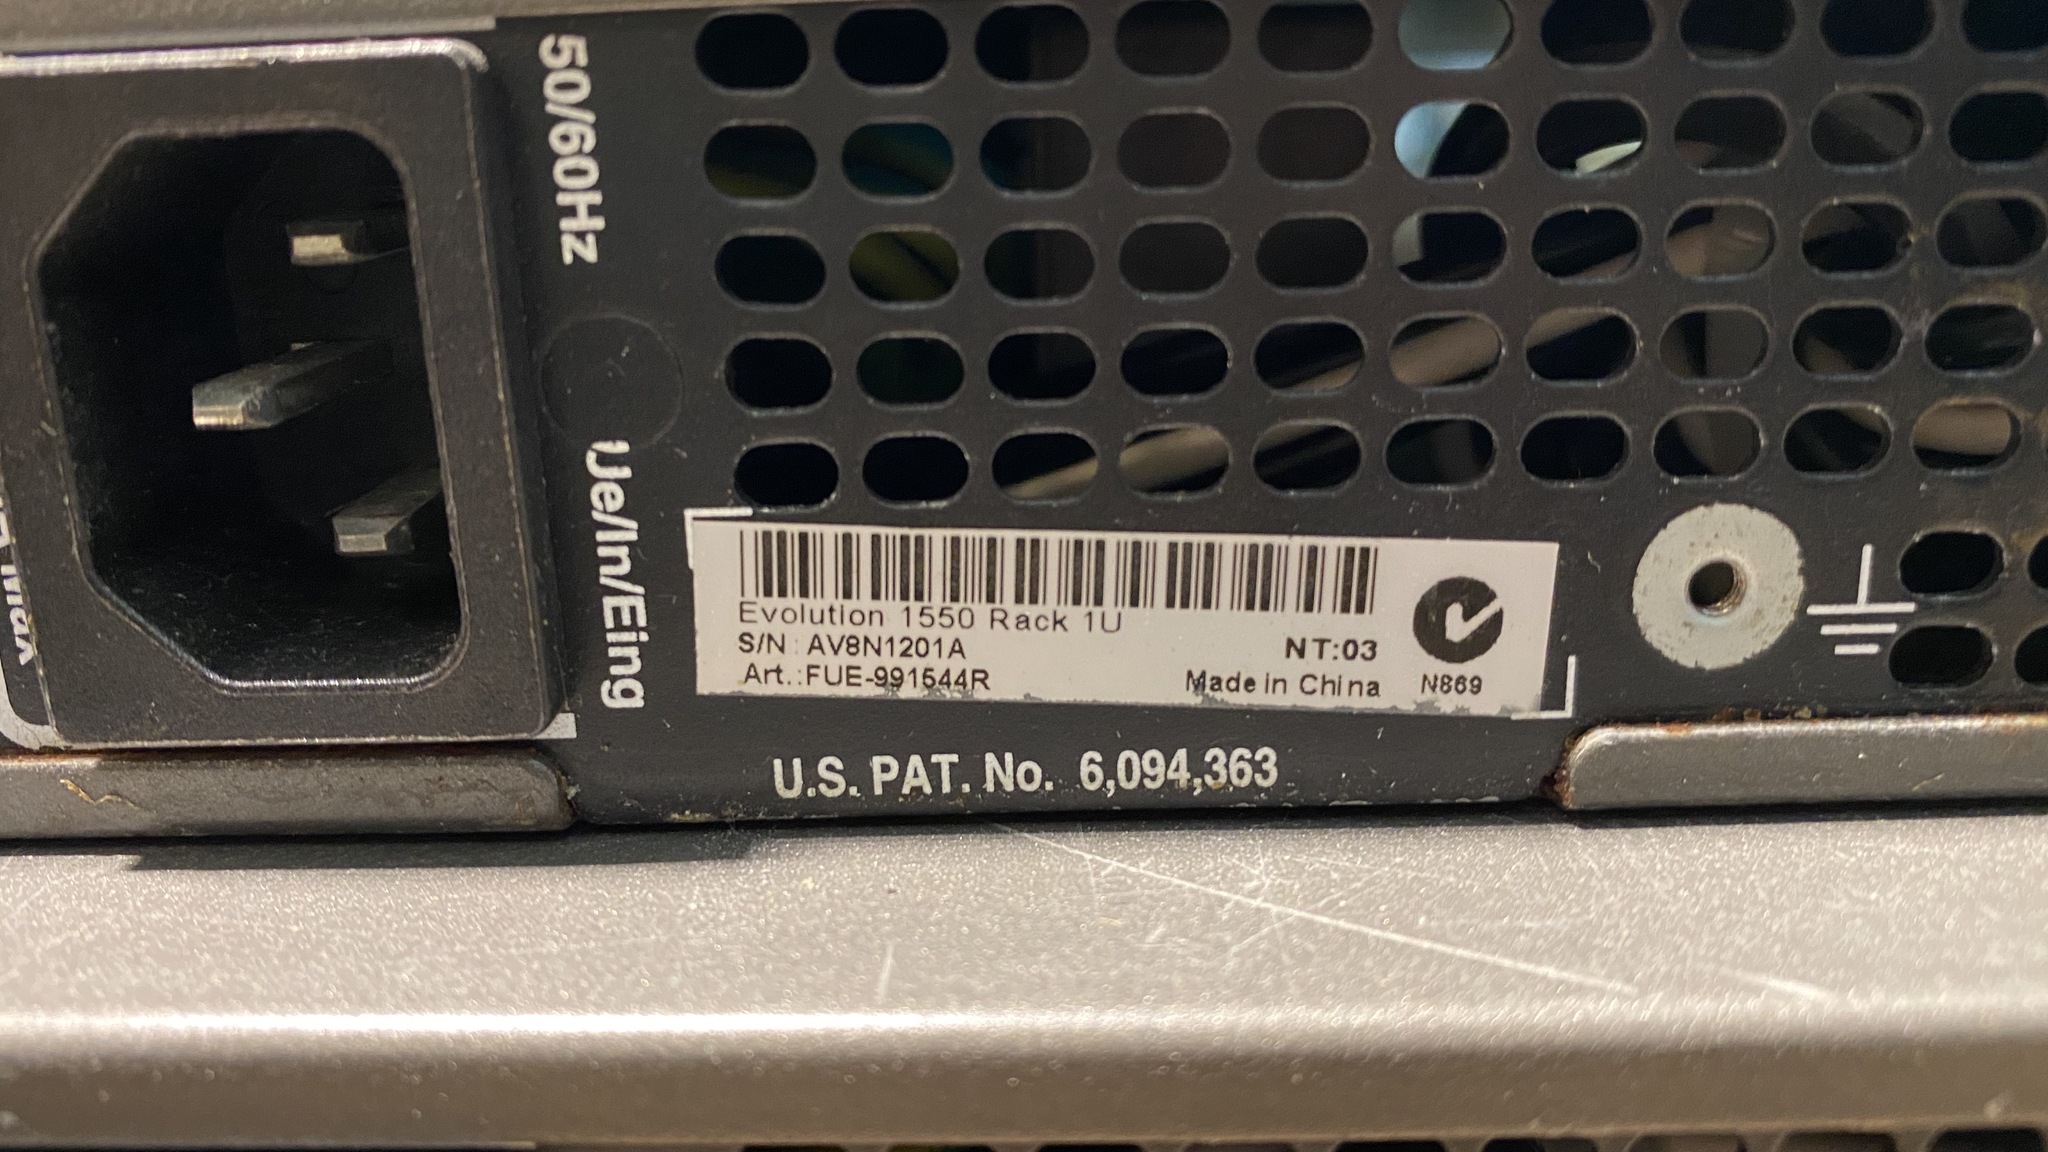 50/60Hz
Ue/In/Eing
Evolution 1550 Rack 1U
S/N: AV8N1201A
NT:03
Art.:FUE-991544R
Made in China
N869
U.S. PAT. No. 6,094,363
Max